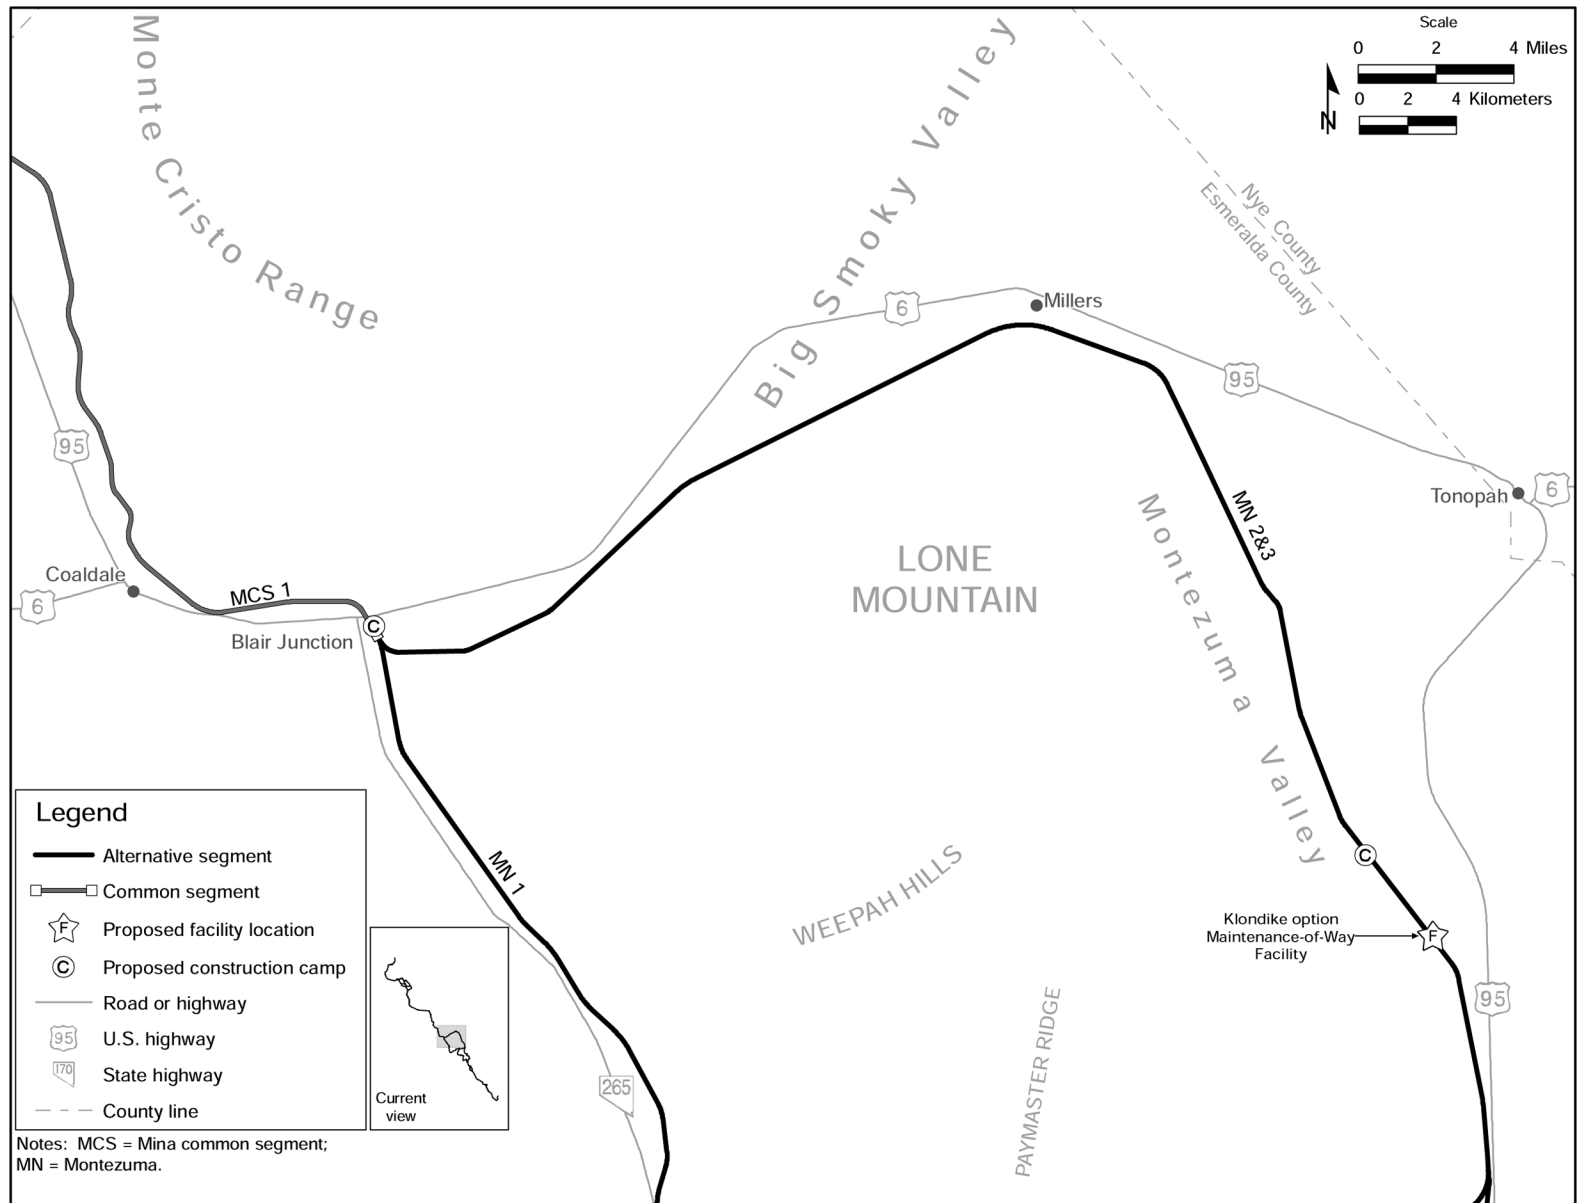 Scale
0 2 4 Miles
0 2 4 Kilometers
N
Monte Cristo Range
Big Smoky Valley
Nye County
Esmeralda County
6
Millers
95
95
Tonopah
6
MN 2&3
Montezuma Valley
LONE
MOUNTAIN
Coaldale
6
MCS 1
Blair Junction
C
MN 1
WEEPAH HILLS
C
Klondike option
Maintenance-of-Way
Facility
F
95
PAYMASTER RIDGE
265
Legend
Alternative segment
Common segment
F Proposed facility location
C Proposed construction camp
Road or highway
95 U.S. highway
170 State highway
County line
Current
view
Notes: MCS = Mina common segment;
MN = Montezuma.